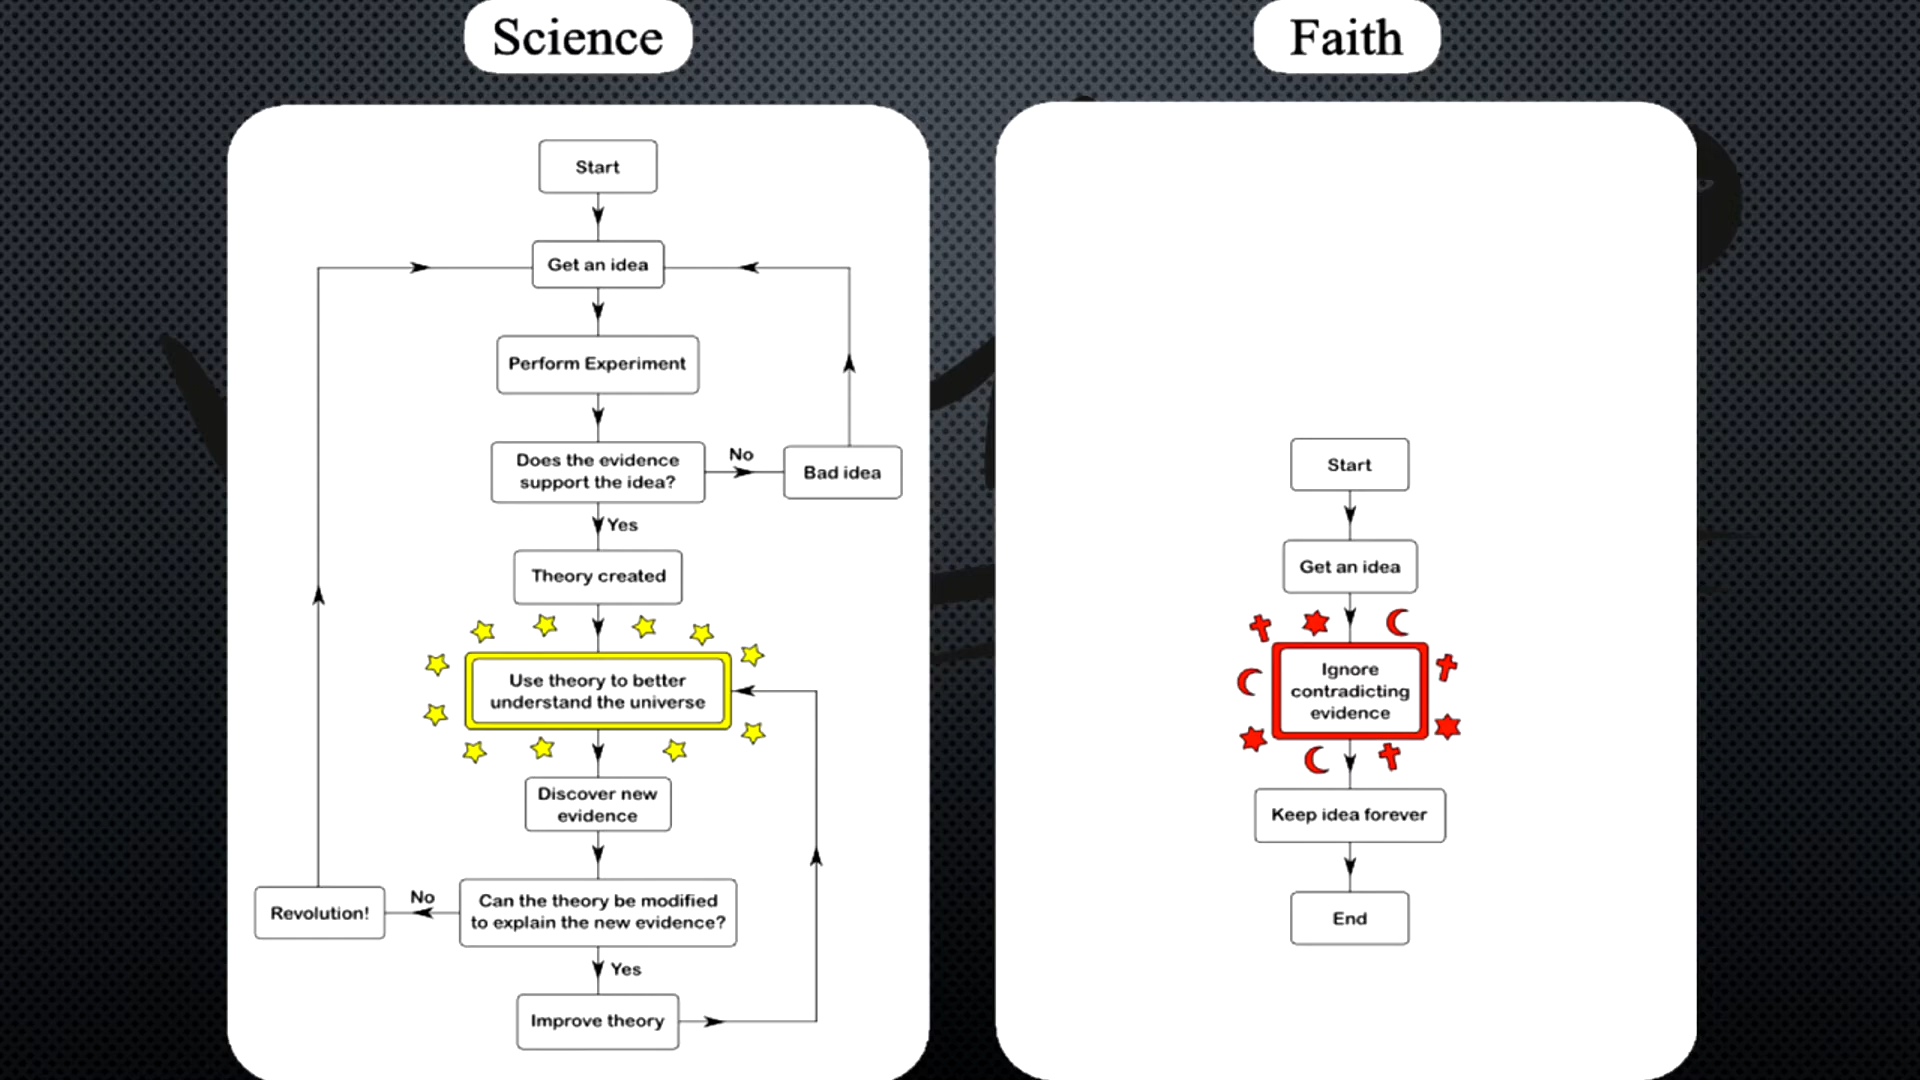 Science
Start
Get an idea
Perform Experiment
Does the evidence
support the idea?
No
Bad idea
Yes
Theory created
Use theory to better
understand the universe
Discover new
evidence
Can the theory be modified
to explain the new evidence?
No
Revolution!
Yes
Improve theory
Faith
Start
Get an idea
Ignore
contradicting
evidence
Keep idea forever
End